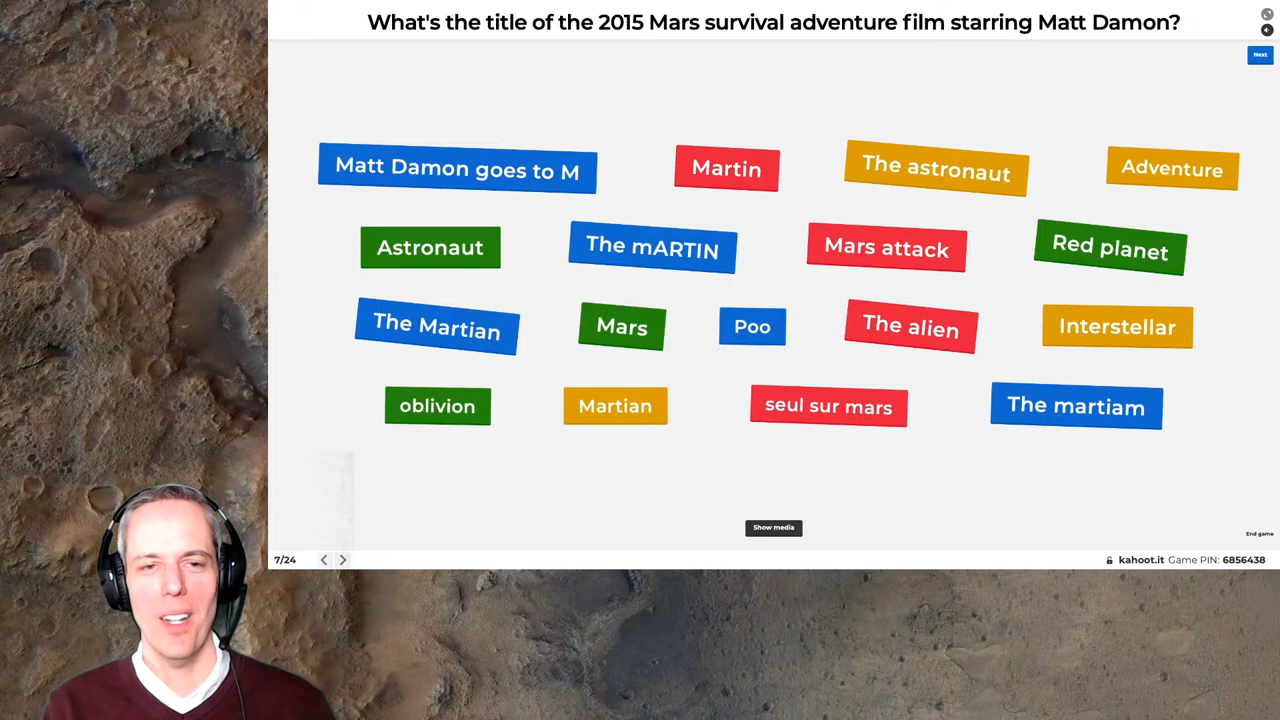 What's the title of the 2015 Mars survival adventure film starring Matt Damon?
Next
Matt Damon goes to M
Martin
The astronaut
Adventure
Astronaut
The mARTIN
Mars attack
Red planet
The Martian
Mars
Poo
The alien
Interstellar
oblivion
Martian
seul sur mars
The martiam
Show media
End game
7/24
kahoot.it Game PIN: 6856438